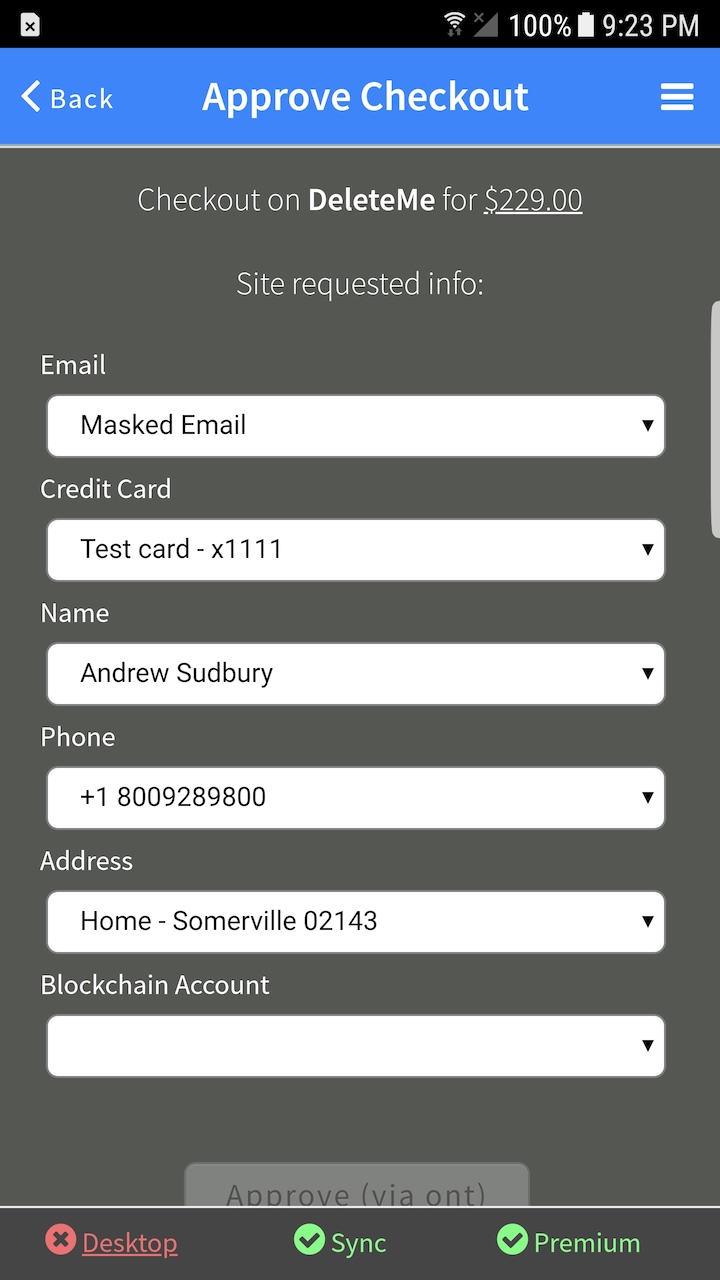 100% 9:23 PM
Back Approve Checkout
Checkout on DeleteMe for $229.00
Site requested info:
Email
Masked Email
Credit Card
Test card - x1111
Name
Andrew Sudbury
Phone
+1 8009289800
Address
Home - Somerville 02143
Blockchain Account
Approve (via ont)
Desktop Sync Premium